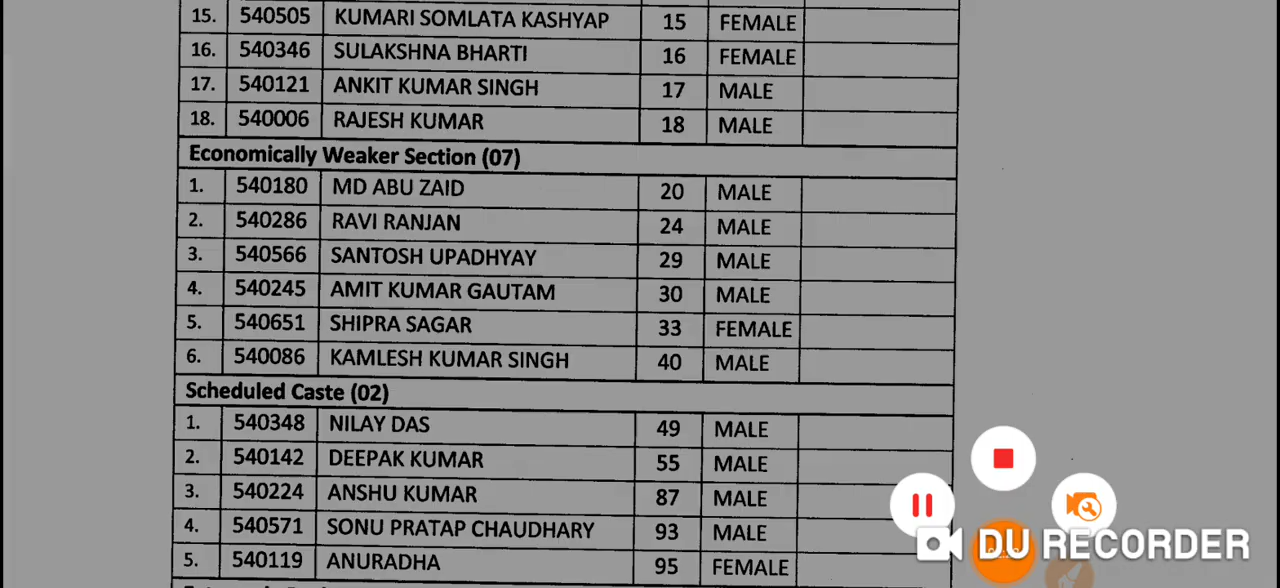 15. 540505 KUMARI SOMLATA KASHYAP 15 FEMALE
16. 540346 SULAKSHNA BHARTI 16 FEMALE
17. 540121 ANKIT KUMAR SINGH 17 MALE
18. 540006 RAJESH KUMAR 18 MALE
Economically Weaker Section (07)
1. 540180 MD ABU ZAID 20 MALE
2. 540286 RAVI RANJAN 24 MALE
3. 540566 SANTOSH UPADHYAY 29 MALE
4. 540245 AMIT KUMAR GAUTAM 30 MALE
5. 540651 SHIPRA SAGAR 33 FEMALE
6. 540086 KAMLESH KUMAR SINGH 40 MALE
Scheduled Caste (02)
1. 540348 NILAY DAS 49 MALE
2. 540142 DEEPAK KUMAR 55 MALE
3. 540224 ANSHU KUMAR 87 MALE
4. 540571 SONU PRATAP CHAUDHARY 93 MALE
5. 540119 ANURADHA 95 FEMALE
DU RECORDER